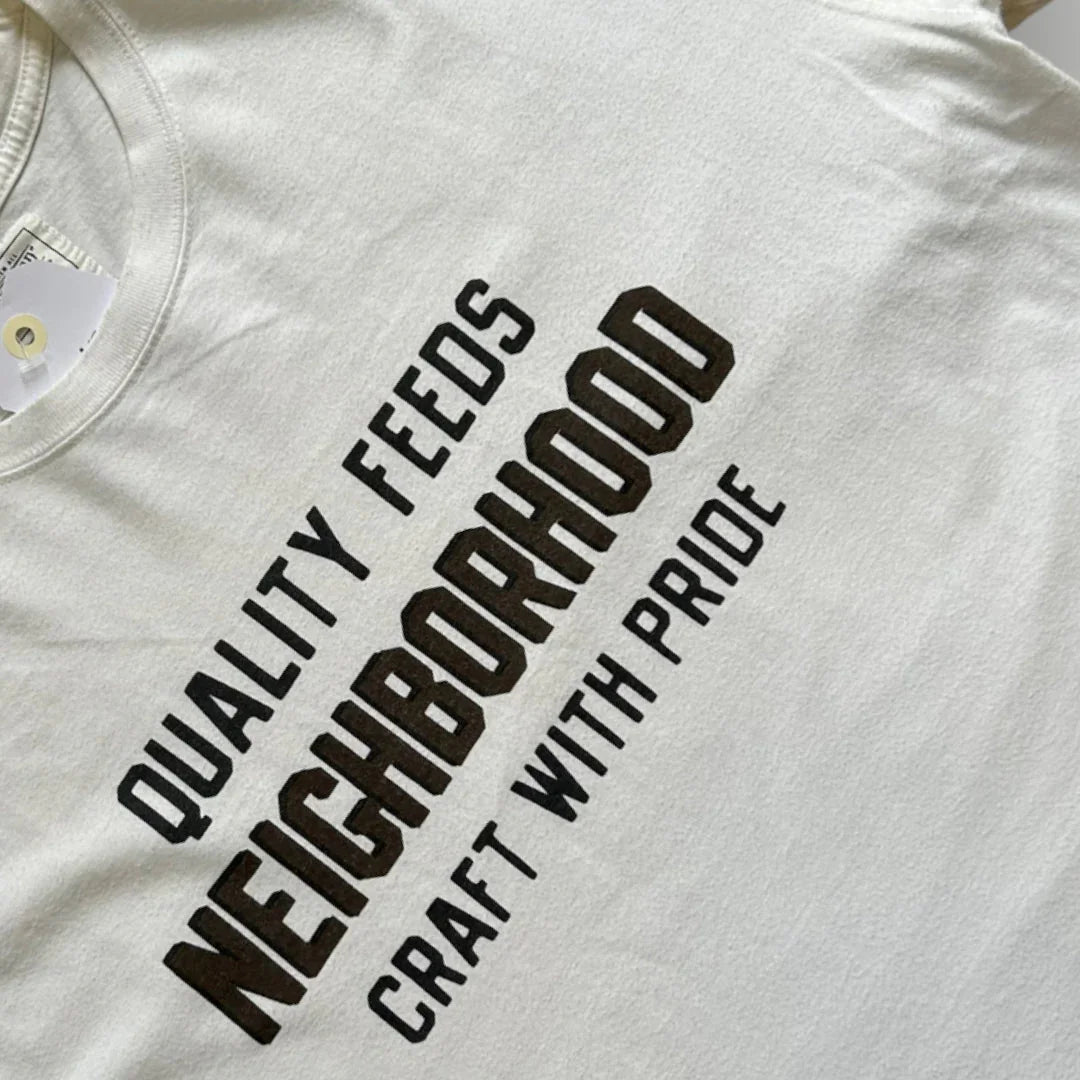 QUALITY FEEDS
NEIGHBORHOOD
CRAFT WITH PRIDE